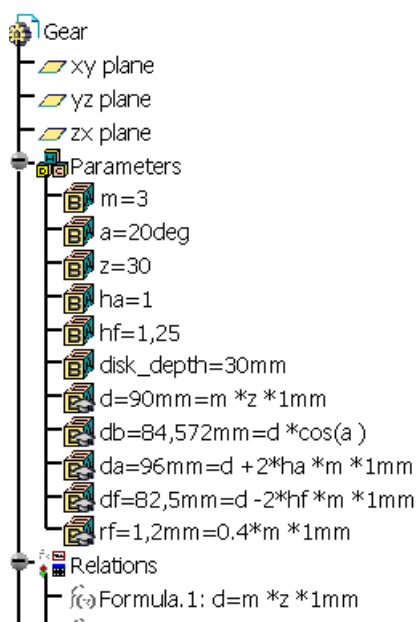 Gear
xy plane
yz plane
zx plane
Parameters
m=3
a=20deg
z=30
ha=1
hf=1,25
disk_depth=30mm
d=90mm=m *z *1mm
db=84,572mm=d *cos(a )
da=96mm=d +2*ha *m *1mm
df=82,5mm=d -2*hf *m *1mm
rf=1,2mm=0.4*m *1mm
Relations
Formula.1: d=m *z *1mm